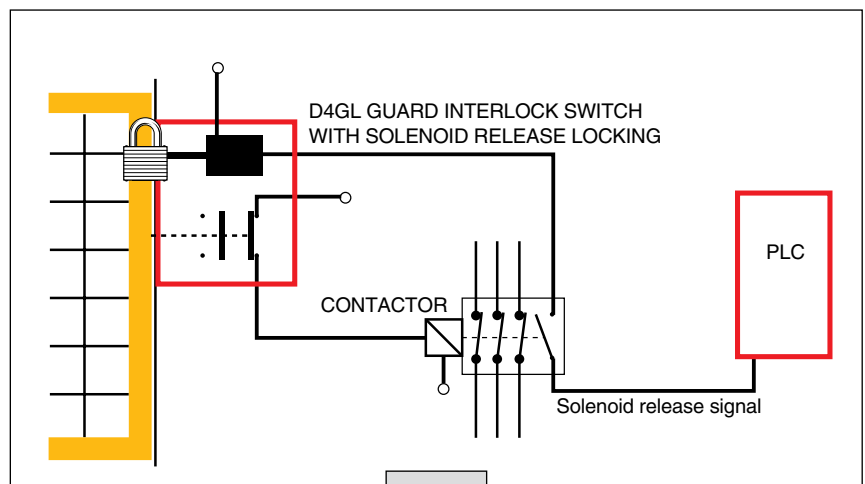 D4GL GUARD INTERLOCK SWITCH
WITH SOLENOID RELEASE LOCKING
PLC
CONTACTOR
Solenoid release signal